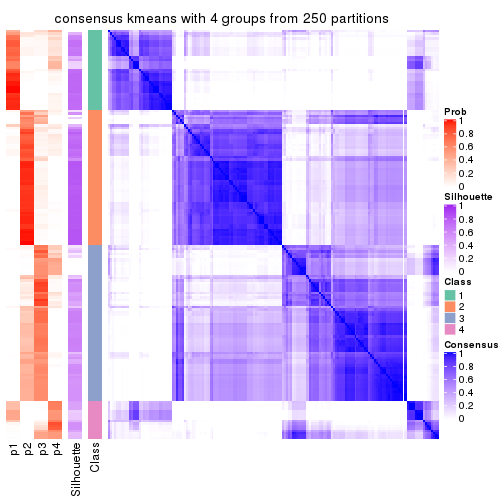 consensus kmeans with 4 groups from 250 partitions
Prob
1
0.8
0.6
0.4
0.2
0
Silhouette
1
0.8
0.6
0.4
0.2
0
Class
1
2
3
4
Consensus
1
0.8
0.6
0.4
0.2
0
p1
p2
p3
p4
Silhouette
Class